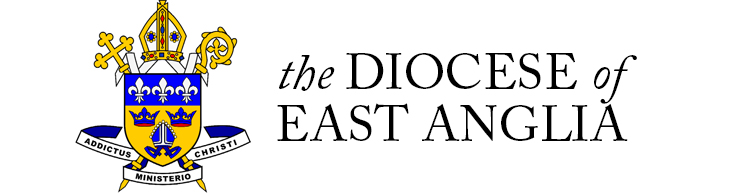 the DIOCESE of
EAST ANGLIA
ADDICTUS MINISTERIO CHRISTI